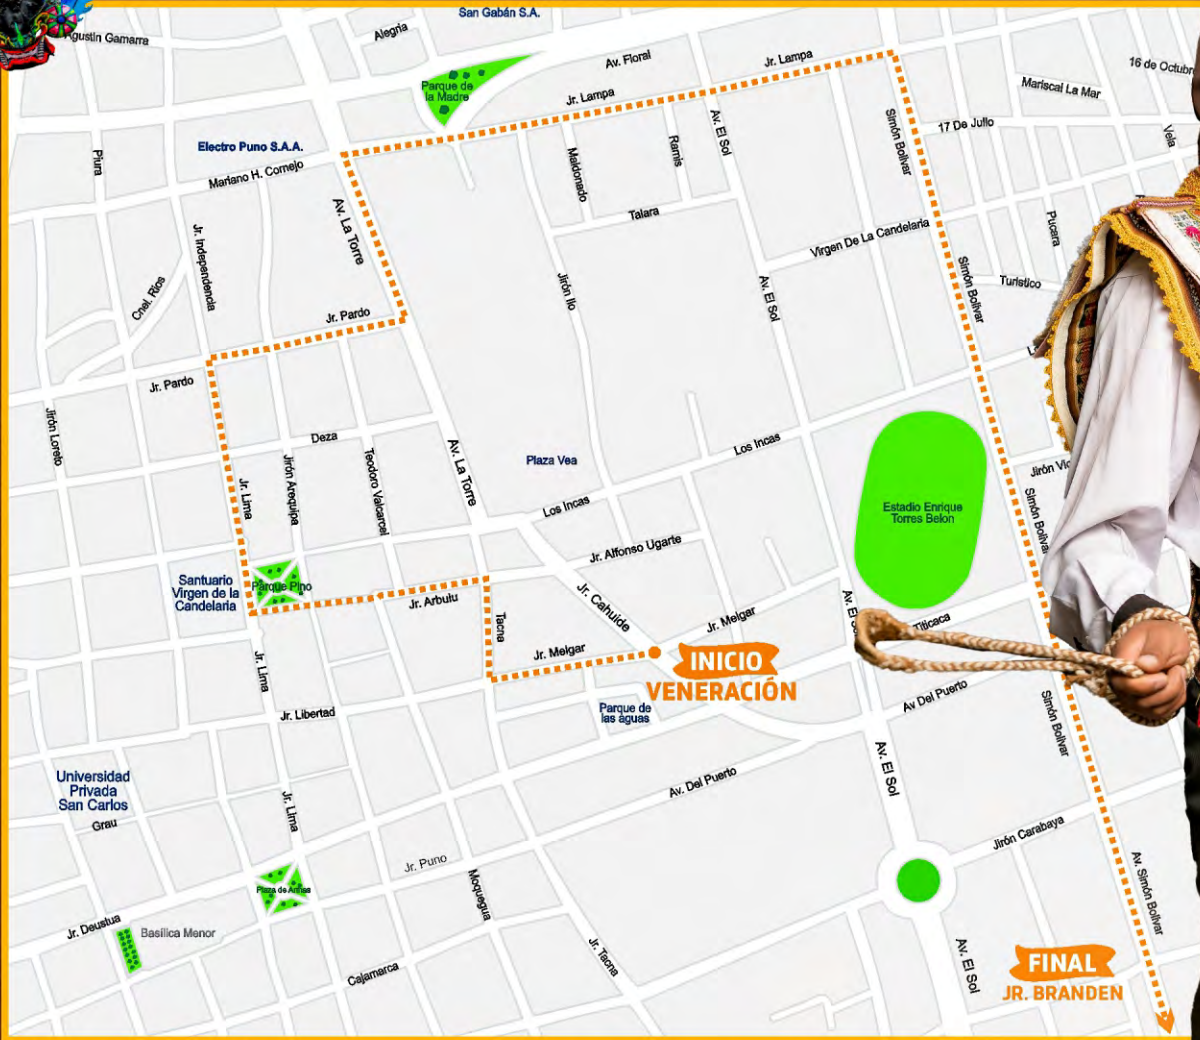 San Gabán S.A.
Agustin Gamarra
Alegria
Av. Floral
Jr. Lampa
16 de Octubr
Parque de
la Madre
Jr. Lampa
Mariscal La Mar
Av. El Sol
Simón Bolivar
17 De Julio
Vela
Electro Puno S.A.A.
Piura
Mariano H. Cornejo
Maldonado
Ramis
Av. La Torre
Talara
Pucara
Jr. Independencia
Virgen De La Candelaria
Cnel. Rios
Jirón Ilo
Av. El Sol
Simón Bolivar
Turistico
Jr. Pardo
Jr. Pardo
Jirón Loreto
Deza
Los Incas
Av. La Torre
Plaza Vea
Jirón Arequipa
Teodoro Valcarcel
Jirón Vic
Jr. Lima
Los Incas
Estadio Enrique
Torres Belon
Simón Bolivar
Jr. Alfonso Ugarte
Santuario
Virgen de la
Candelaria
Parque Pino
Jr. Arbulu
Jr. Cahuide
Av. El S
Tacna
Jr. Melgar
Titicaca
Jr. Melgar
INICIO
VENERACIÓN
Jr. Lima
Av Del Puerto
Parque de
las aguas
Simón Bolivar
Jr. Libertad
Universidad
Privada
San Carlos
Av. El Sol
Av. Del Puerto
Grau
Jr. Lima
Jirón Carabaya
Jr. Puno
Plaza de Armas
Moquegua
Av. Simón Bolivar
Jr. Deustua
Basilica Menor
Jr. Tacna
Av. El Sol
Cajamarca
FINAL
JR. BRANDEN